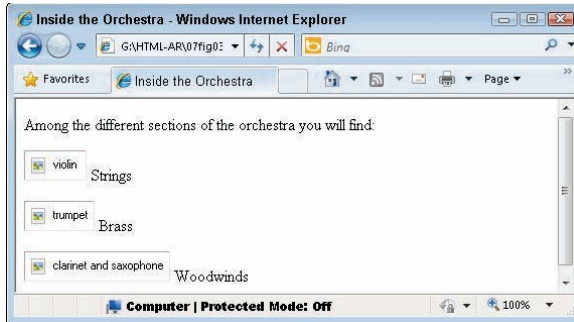 Inside the Orchestra - Windows Internet Explorer
G:\HTML-AR\07fig03 Bing
Favorites Inside the Orchestra Page
Among the different sections of the orchestra you will find:
violin Strings
trumpet Brass
clarinet and saxophone Woodwinds
Computer | Protected Mode: Off 100%